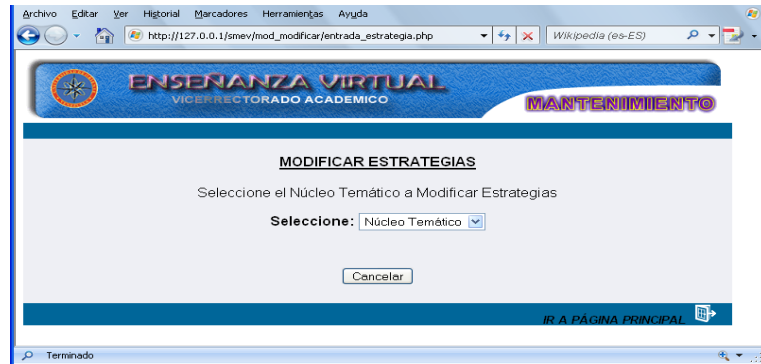 Archivo Editar Ver Historial Marcadores Herramientas Ayuda
http://127.0.0.1/smev/mod_modificar/entrada_estrategia.php Wikipedia (es-ES)
ENSEÑANZA VIRTUAL
VICERRECTORADO ACADEMICO
MANTENIMIENTO
MODIFICAR ESTRATEGIAS
Seleccione el Núcleo Temático a Modificar Estrategias
Seleccione: Núcleo Temático
Cancelar
IR A PÁGINA PRINCIPAL
Terminado